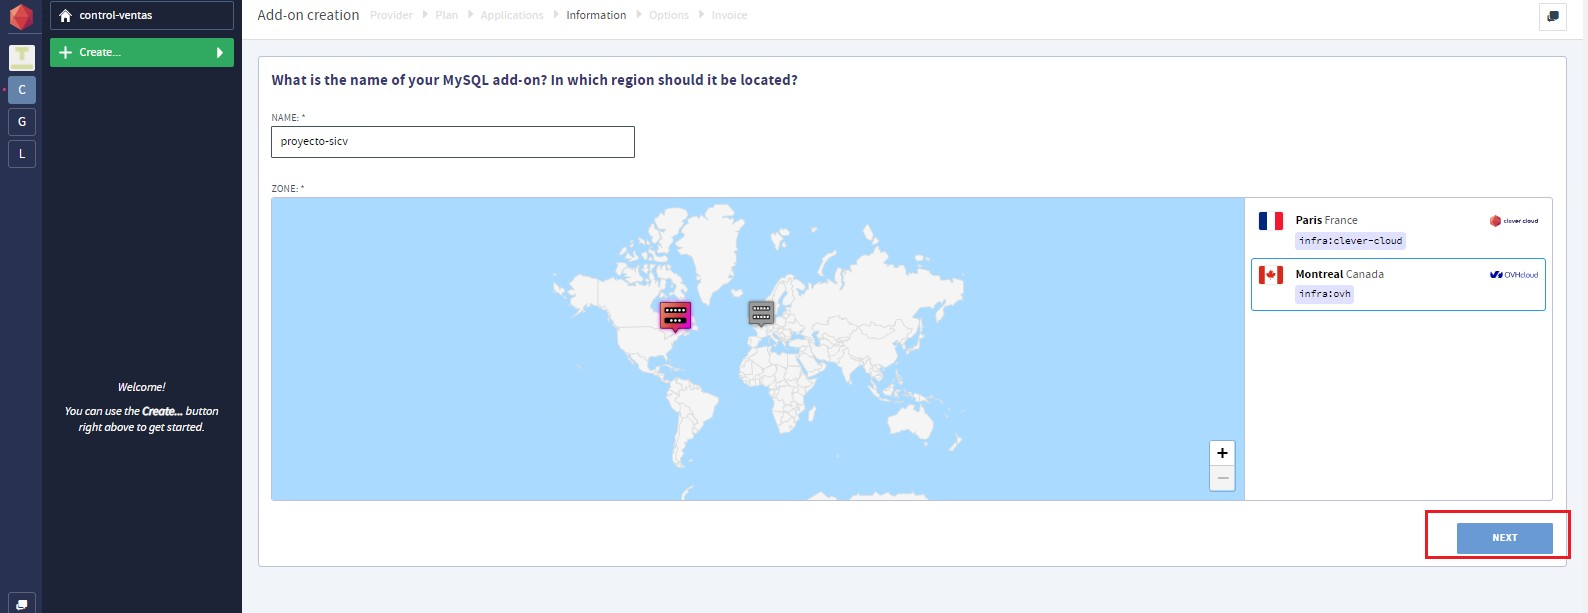 control-ventas
Add-on creation Provider Plan Applications Information Options Invoice
Create...
T
C
G
L
What is the name of your MySQL add-on? In which region should it be located?
NAME: *
proyecto-sicv
ZONE: *
Paris France
clever cloud
infra:clever-cloud
Montreal Canada
OVHcloud
infra:ovh
Welcome!
You can use the Create... button
right above to get started.
+
−
NEXT